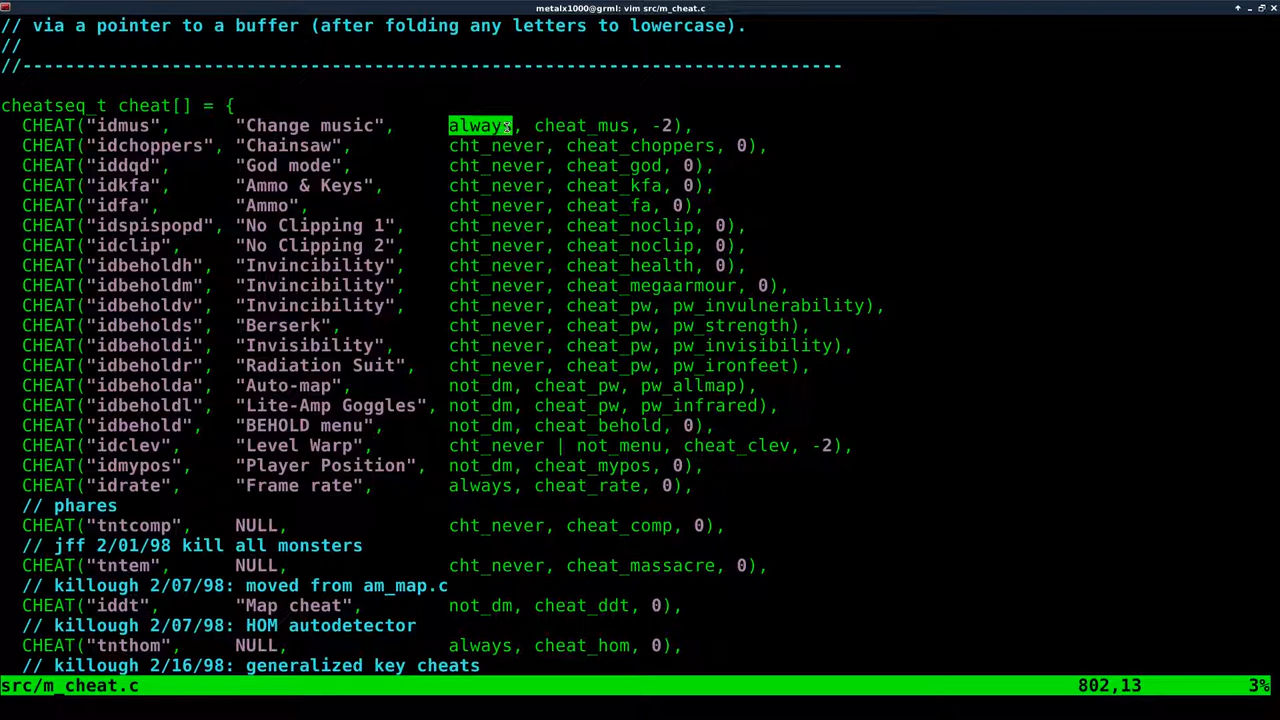 metalx1000@grml: vim src/m_cheat.c
// via a pointer to a buffer (after folding any letters to lowercase).
//
//-----------------------------------------------------------------------------
cheatseq_t cheat[] = {
CHEAT("idmus", "Change music", always, cheat_mus, -2),
CHEAT("idchoppers", "Chainsaw", cht_never, cheat_choppers, 0),
CHEAT("iddqd", "God mode", cht_never, cheat_god, 0),
CHEAT("idkfa", "Ammo & Keys", cht_never, cheat_kfa, 0),
CHEAT("idfa", "Ammo", cht_never, cheat_fa, 0),
CHEAT("idspispopd", "No Clipping 1", cht_never, cheat_noclip, 0),
CHEAT("idclip", "No Clipping 2", cht_never, cheat_noclip, 0),
CHEAT("idbeholdh", "Invincibility", cht_never, cheat_health, 0),
CHEAT("idbeholdm", "Invincibility", cht_never, cheat_megaarmour, 0),
CHEAT("idbeholdv", "Invincibility", cht_never, cheat_pw, pw_invulnerability),
CHEAT("idbeholds", "Berserk", cht_never, cheat_pw, pw_strength),
CHEAT("idbeholdi", "Invisibility", cht_never, cheat_pw, pw_invisibility),
CHEAT("idbeholdr", "Radiation Suit", cht_never, cheat_pw, pw_ironfeet),
CHEAT("idbeholda", "Auto-map", not_dm, cheat_pw, pw_allmap),
CHEAT("idbeholdl", "Lite-Amp Goggles", not_dm, cheat_pw, pw_infrared),
CHEAT("idbehold", "BEHOLD menu", not_dm, cheat_behold, 0),
CHEAT("idclev", "Level Warp", cht_never | not_menu, cheat_clev, -2),
CHEAT("idmypos", "Player Position", not_dm, cheat_mypos, 0),
CHEAT("idrate", "Frame rate", always, cheat_rate, 0),
// phares
CHEAT("tntcomp", NULL, cht_never, cheat_comp, 0),
// jff 2/01/98 kill all monsters
CHEAT("tntem", NULL, cht_never, cheat_massacre, 0),
// killough 2/07/98: moved from am_map.c
CHEAT("iddt", "Map cheat", not_dm, cheat_ddt, 0),
// killough 2/07/98: HOM autodetector
CHEAT("tnthom", NULL, always, cheat_hom, 0),
// killough 2/16/98: generalized key cheats
src/m_cheat.c 802,13 3%